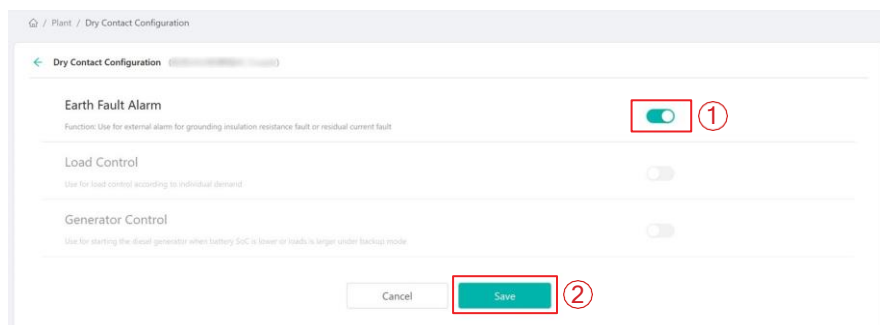 / Plant / Dry Contact Configuration
Dry Contact Configuration
Earth Fault Alarm
①
Function: Use for external alarm for grounding insulation resistance fault or residual current fault
Load Control
Use for load control according to individual demand
Generator Control
Use for starting the diesel generator when battery SoC is lower or loads is larger under backup mode
Cancel
Save
②